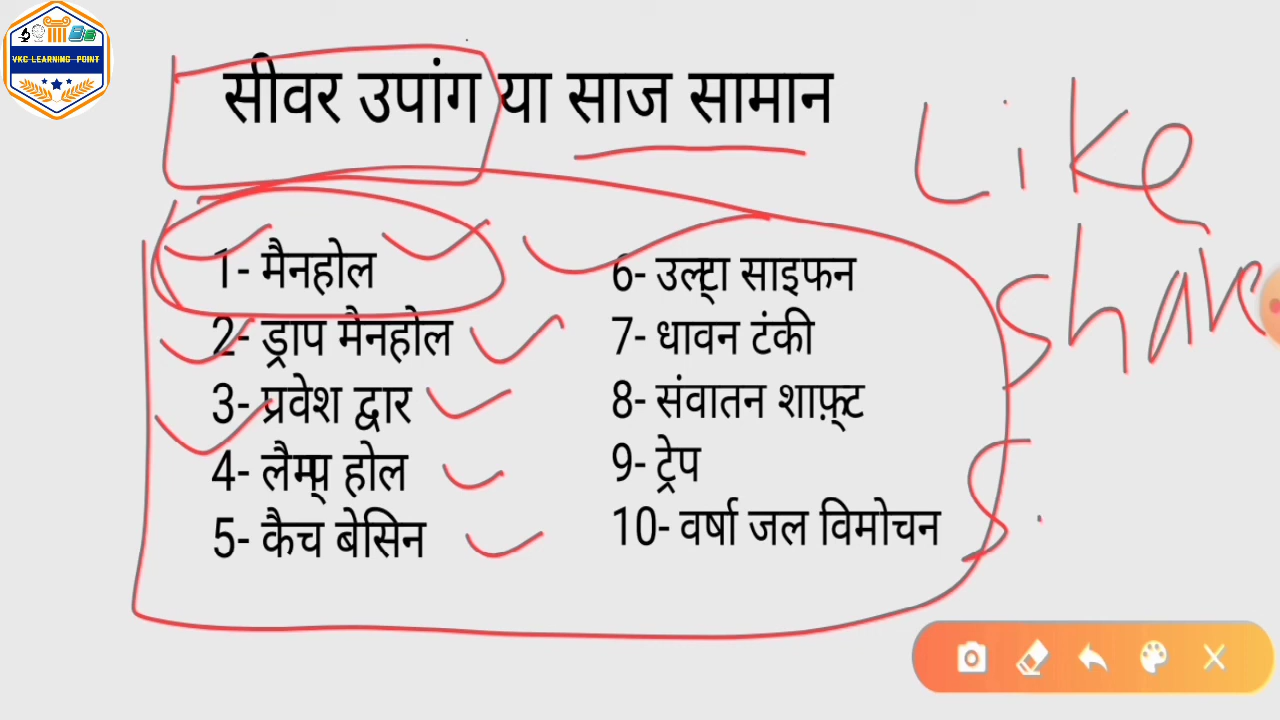 VKC LEARNING POINT
सीवर उपांग या साज सामान
1- मैनहोल
2- ड्राप मैनहोल
3- प्रवेश द्वार
4- लैम्प् होल
5- कैच बेसिन
6- उल्ट्ा साइफन
7- धावन टंकी
8- संवातन शाफ़्ट
9- ट्रेप
10- वर्षा जल विमोचन
Like
Share
S